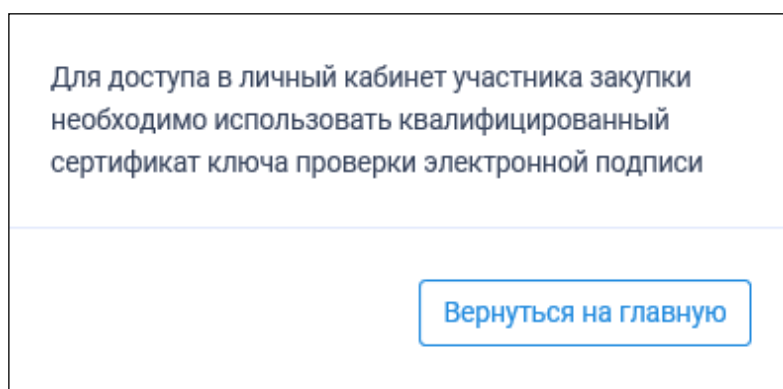 Для доступа в личный кабинет участника закупки
необходимо использовать квалифицированный
сертификат ключа проверки электронной подписи
Вернуться на главную